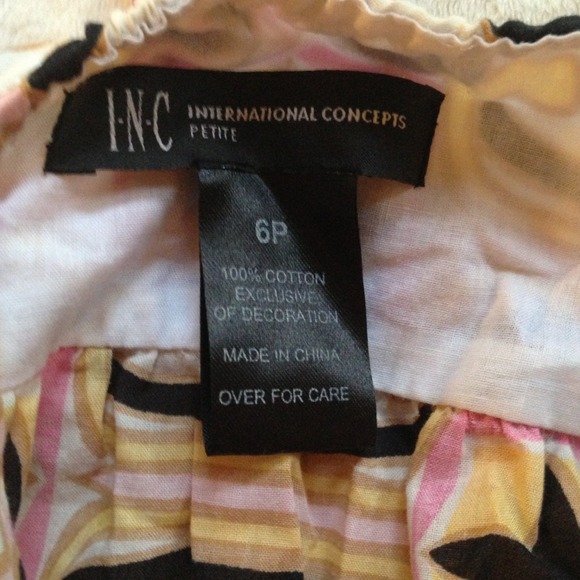 I·N·C INTERNATIONAL CONCEPTS
PETITE
6P
100% COTTON
EXCLUSIVE
OF DECORATION
MADE IN CHINA
OVER FOR CARE